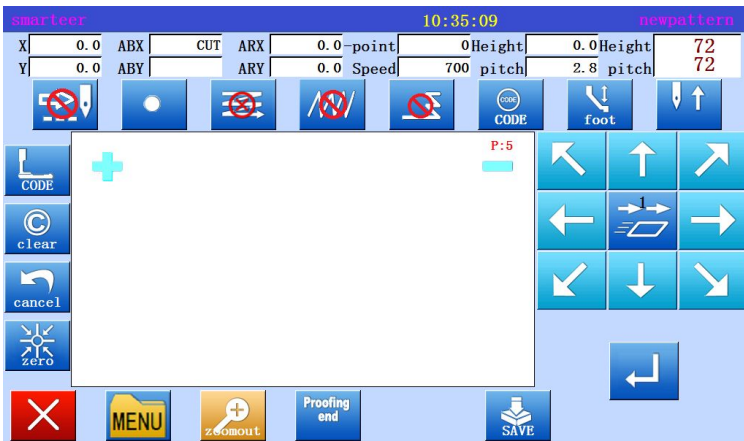 smarteer 10:35:09 newpattern
X 0.0 ABX CUT ARX 0.0 -point 0 Height 0.0 Height 72
Y 0.0 ABY ARY 0.0 Speed 700 pitch 2.8 pitch 72
CODE
CODE foot
P:5
CODE
1
clear
cancel
zero
MENU zoomout Proofing
end
SAVE